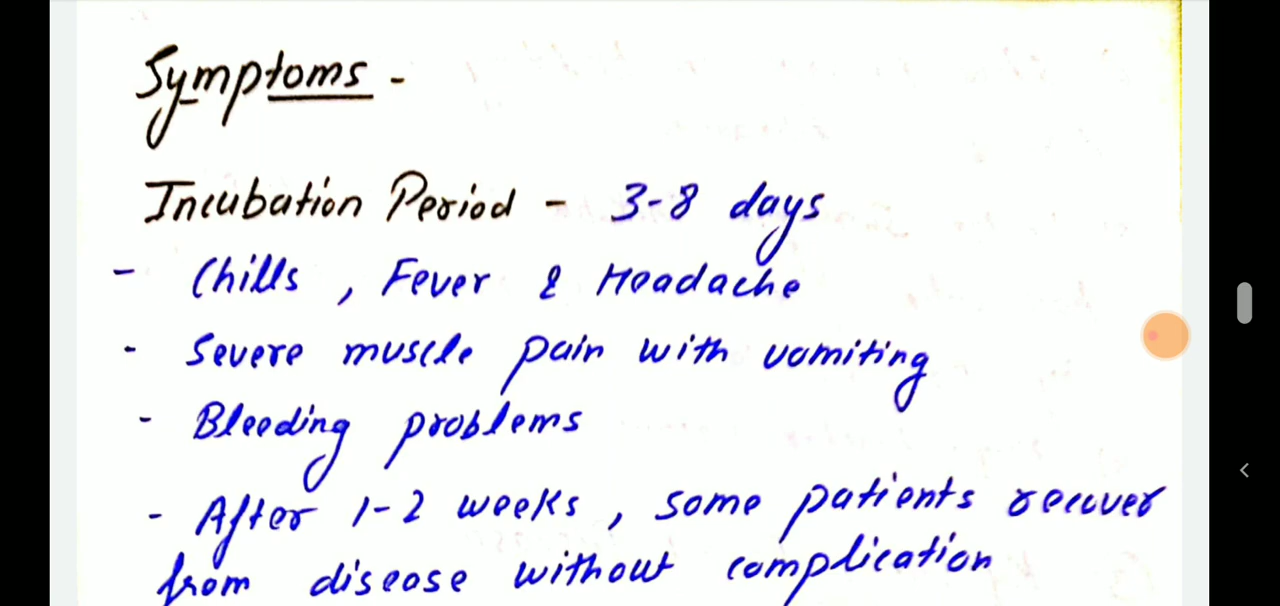 Symptoms -
Incubation Period - 3-8 days
- Chills, Fever & Headache
- Severe muscle pain with vomiting
- Bleeding problems
- After 1-2 weeks, some patients recover
from disease without complication